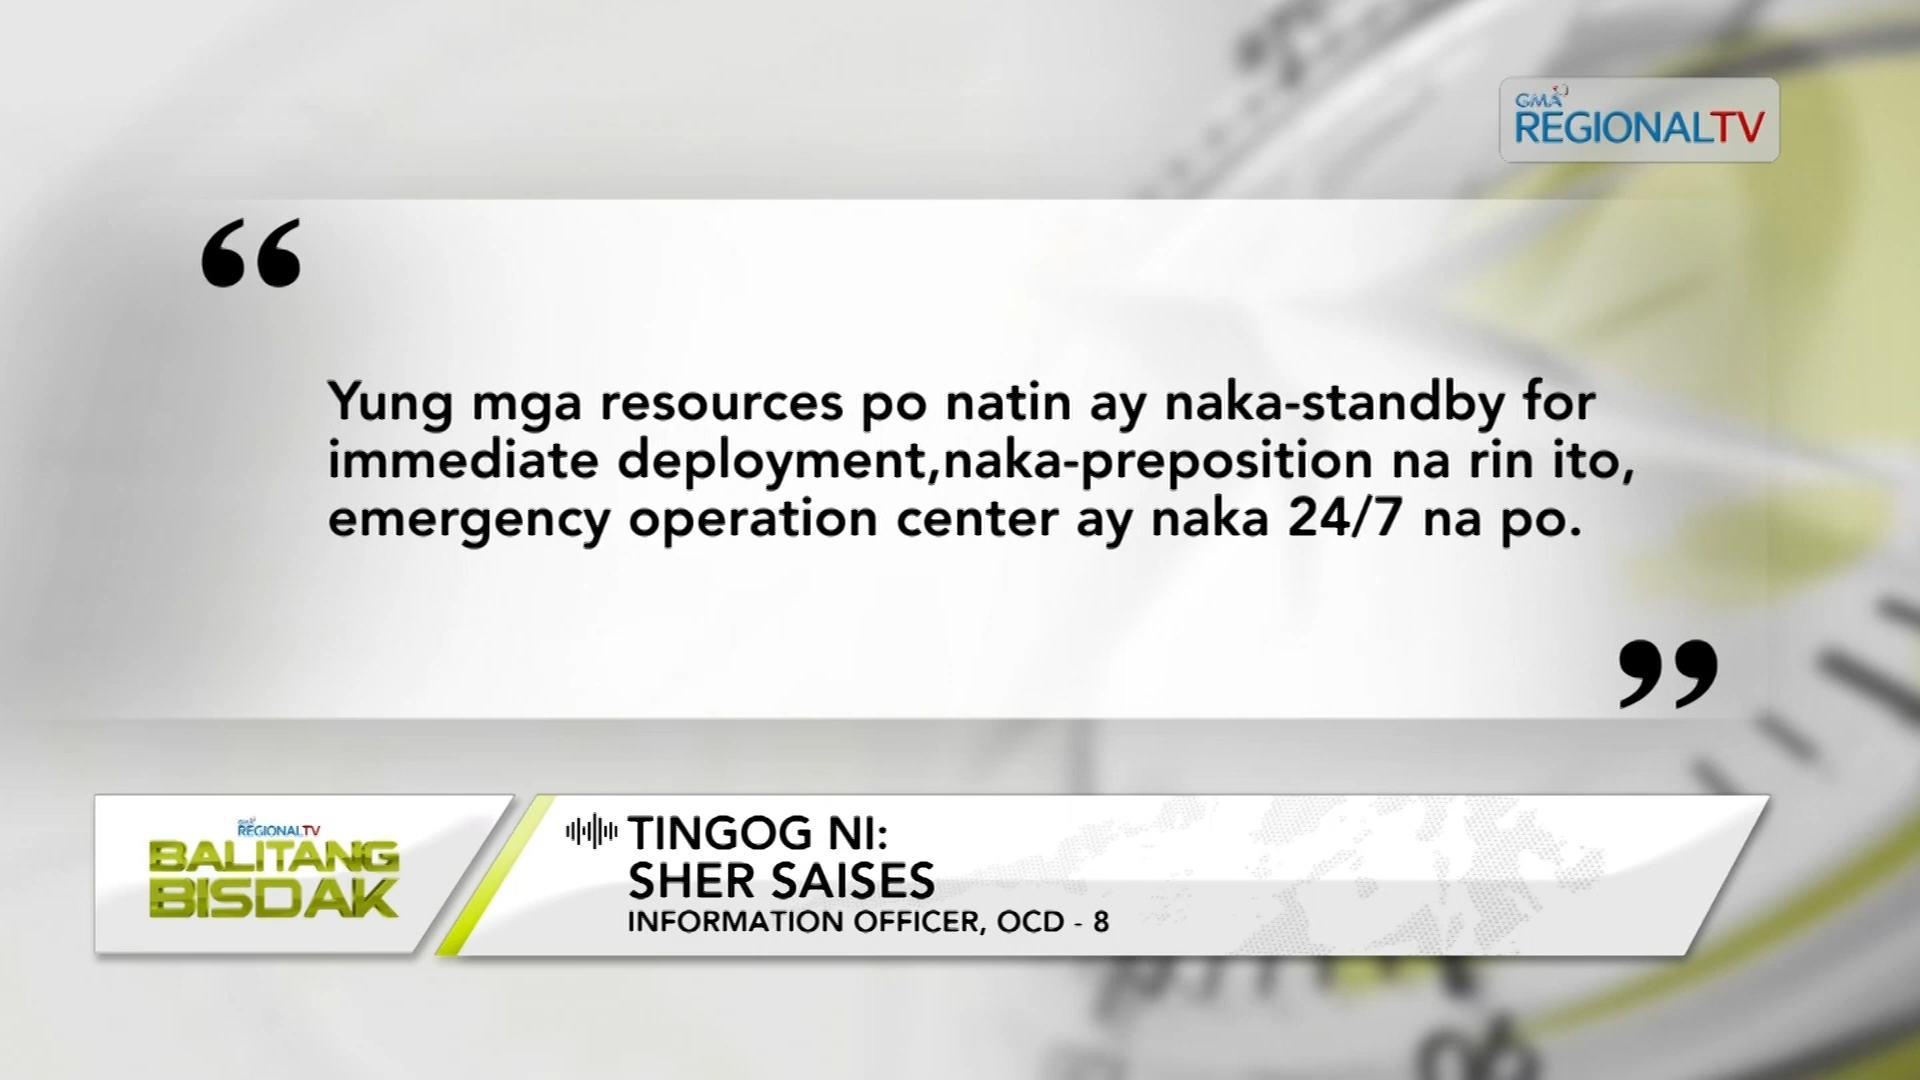 GMA
REGIONALTV
“
Yung mga resources po natin ay naka-standby for
immediate deployment,naka-preposition na rin ito,
emergency operation center ay naka 24/7 na po.
”
GMA
REGIONALTV
BALITANG
BISDAK
TINGOG NI:
SHER SAISES
INFORMATION OFFICER, OCD - 8